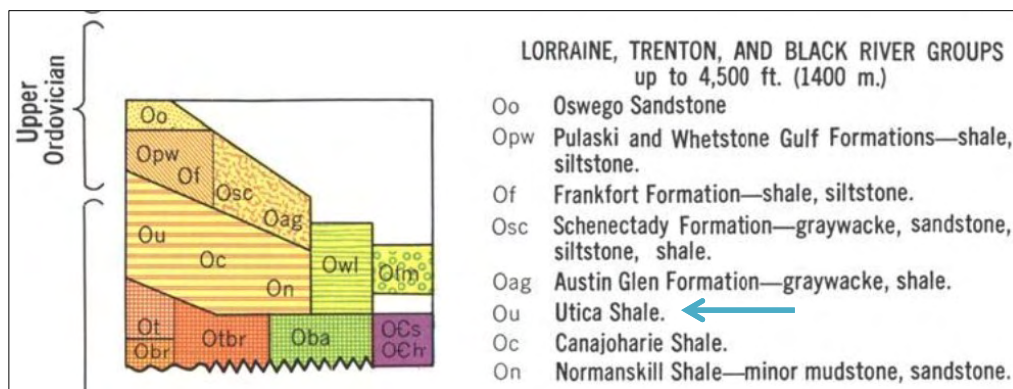 Upper
Ordovician
Oo
Opw
Of
Osc
Oag
Ou
Oc
On
Owl
Olm
Ot
Obr
Otbr
Oba
OЄs
OЄh
LORRAINE, TRENTON, AND BLACK RIVER GROUPS
up to 4,500 ft. (1400 m.)
Oo Oswego Sandstone
Opw Pulaski and Whetstone Gulf Formations—shale,
siltstone.
Of Frankfort Formation—shale, siltstone.
Osc Schenectady Formation—graywacke, sandstone,
siltstone, shale.
Oag Austin Glen Formation—graywacke, shale.
Ou Utica Shale.
Oc Canajoharie Shale.
On Normanskill Shale—minor mudstone, sandstone.